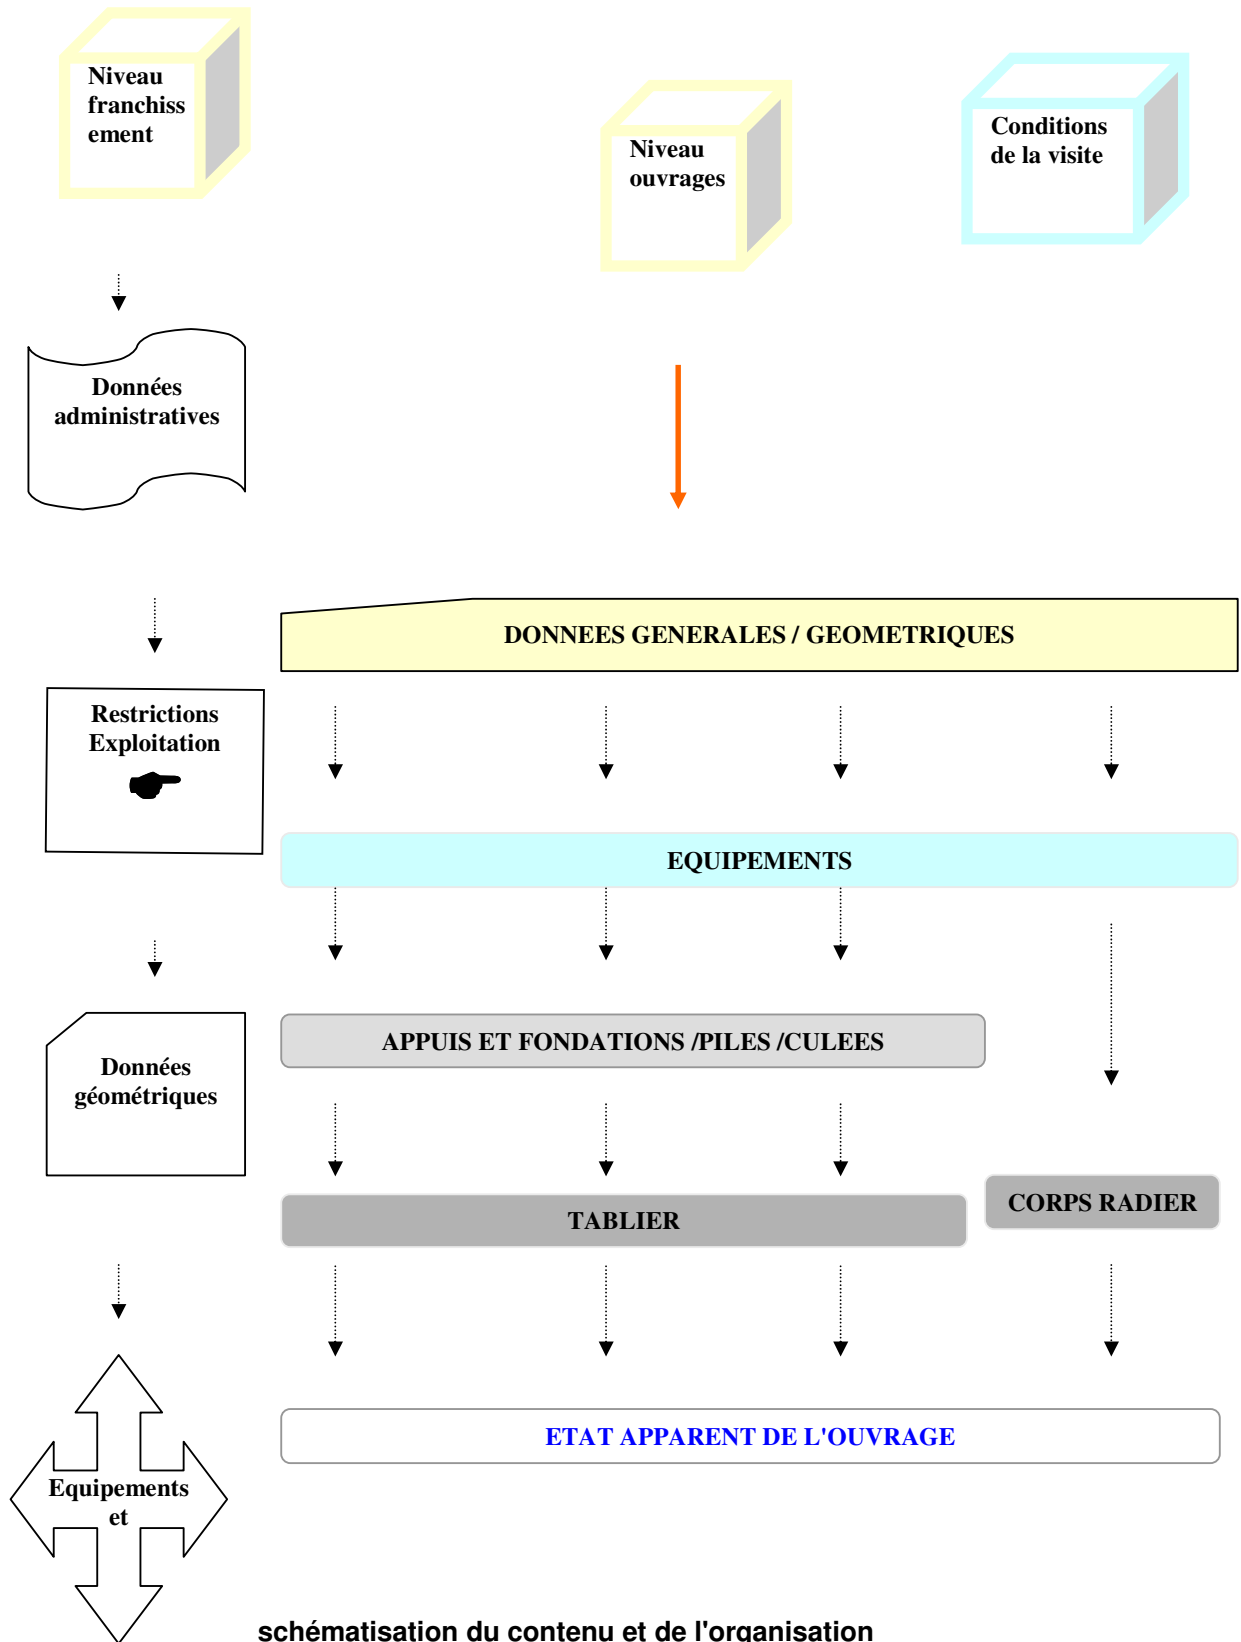 Niveau
franchiss
ement
Niveau
ouvrages
Conditions
de la visite
Données
administratives
DONNEES GENERALES / GEOMETRIQUES
Restrictions
Exploitation
EQUIPEMENTS
APPUIS ET FONDATIONS /PILES /CULEES
Données
géométriques
TABLIER
CORPS RADIER
ETAT APPARENT DE L'OUVRAGE
Equipements
et
schématisation du contenu et de l'organisation